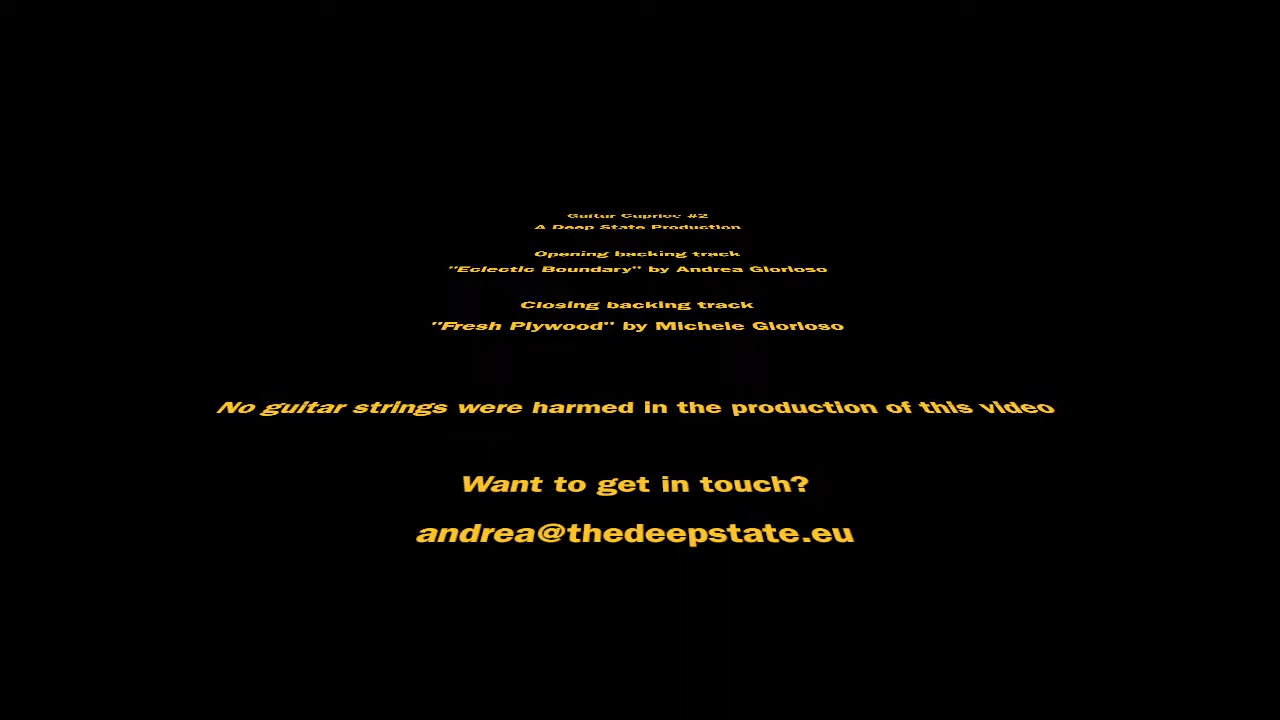 Guitar Capriee #2
A Deep State Production
Opening backing track
"Eclectic Boundary" by Andrea Glorioso
Closing backing track
"Fresh Plywood" by Michele Glorioso
No guitar strings were harmed in the production of this video
Want to get in touch?
andrea@thedeepstate.eu